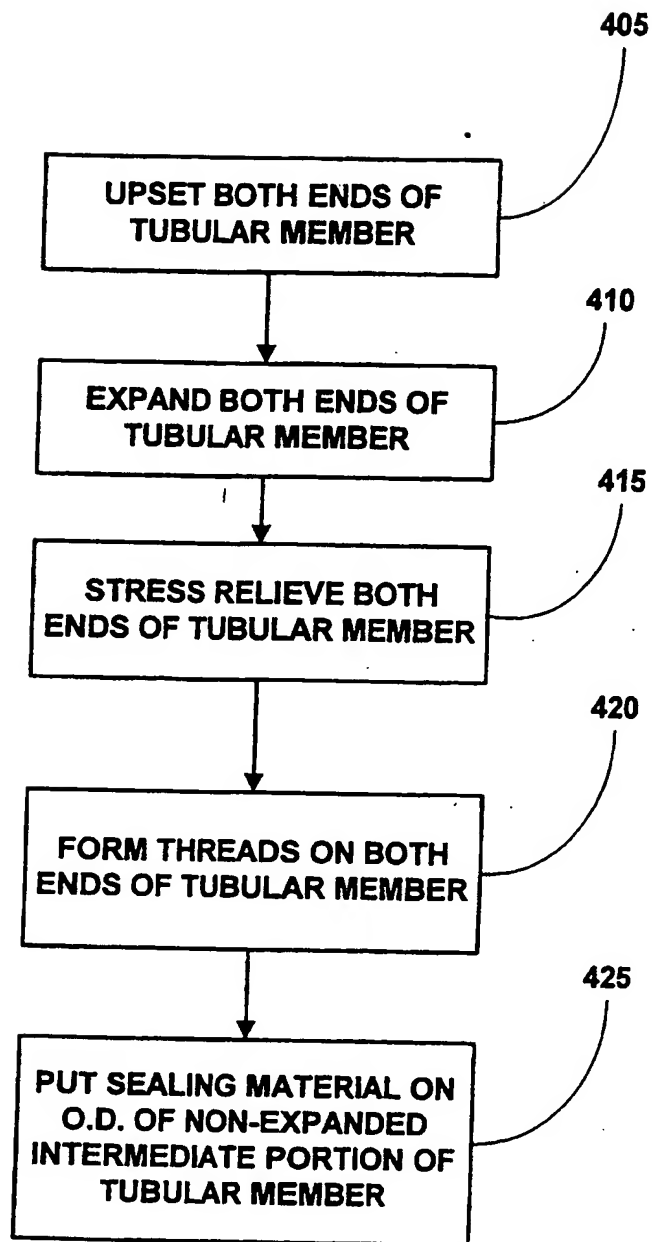 405
UPSET BOTH ENDS OF
TUBULAR MEMBER
410
EXPAND BOTH ENDS OF
TUBULAR MEMBER
415
STRESS RELIEVE BOTH
ENDS OF TUBULAR MEMBER
420
FORM THREADS ON BOTH
ENDS OF TUBULAR MEMBER
425
PUT SEALING MATERIAL ON
O.D. OF NON-EXPANDED
INTERMEDIATE PORTION OF
TUBULAR MEMBER